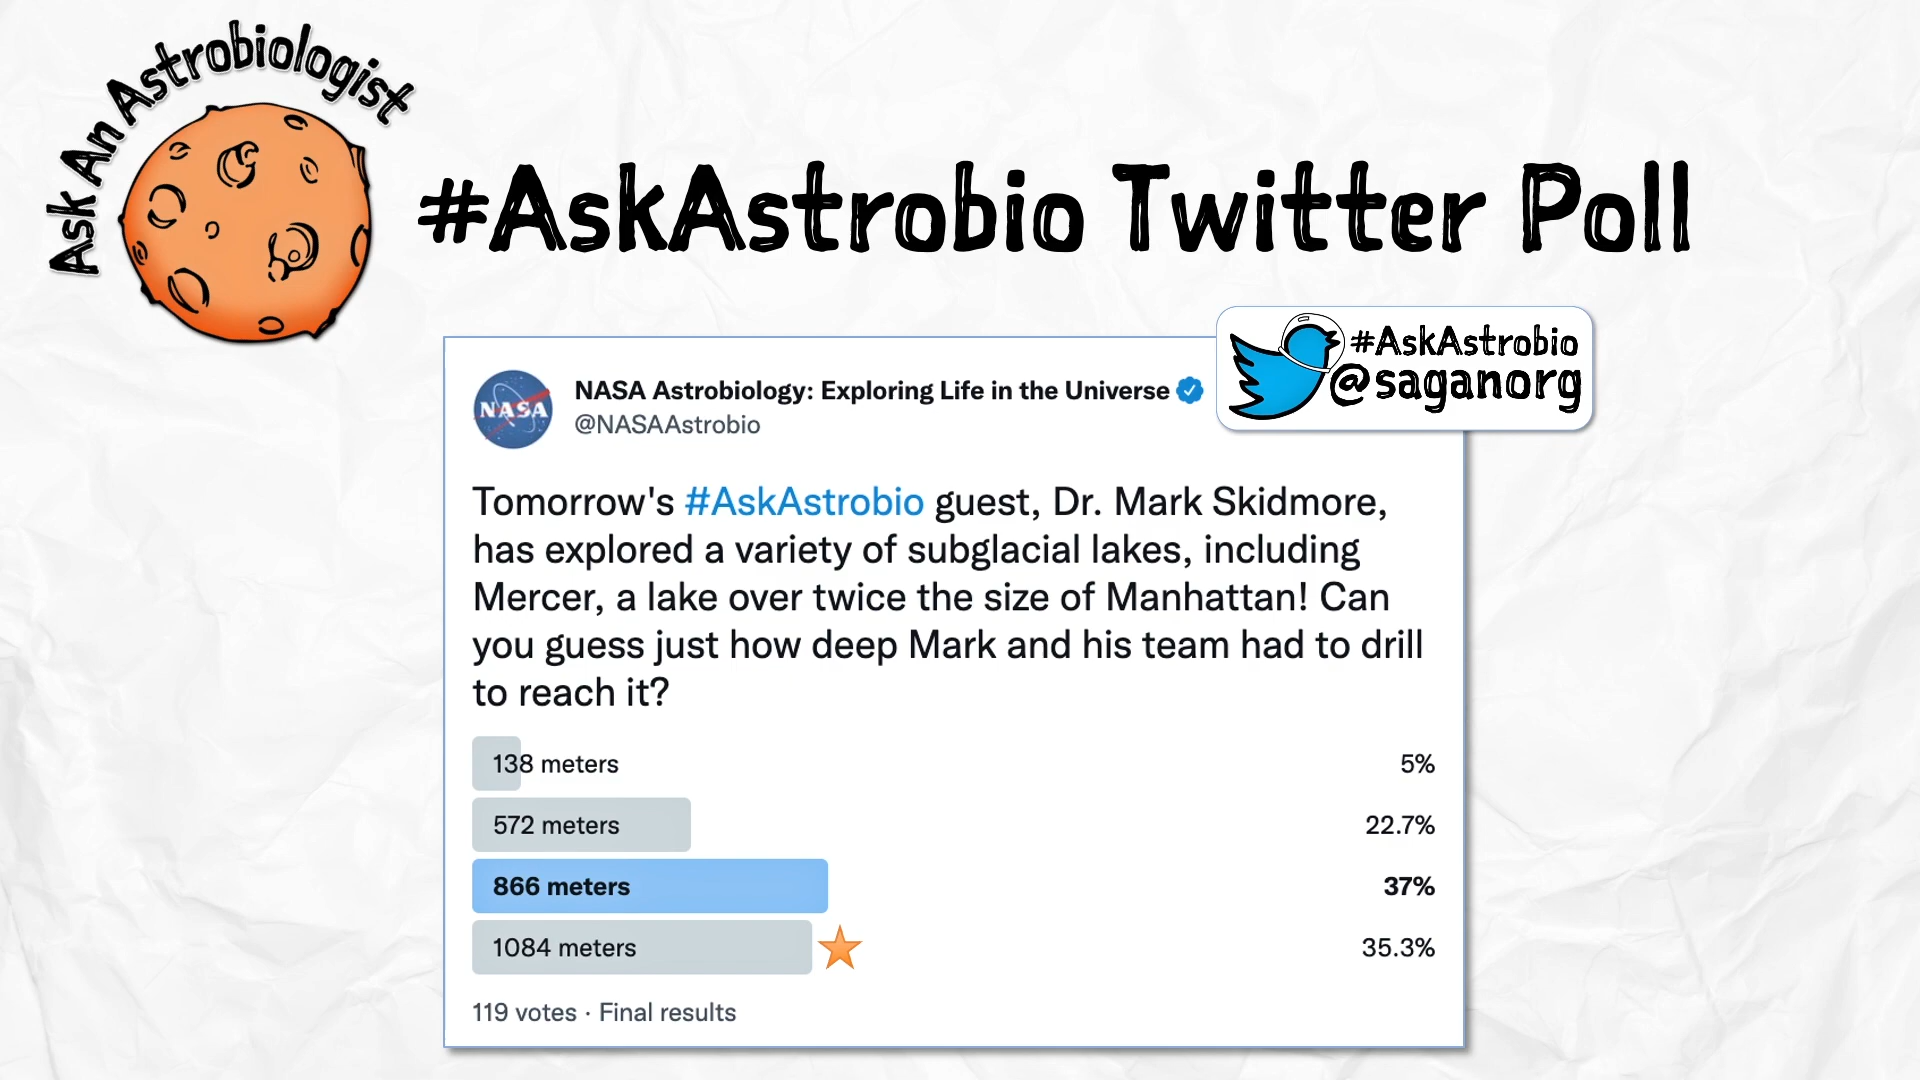 Ask An Astrobiologist
#AskAstrobio Twitter Poll
#AskAstrobio
@saganorg
NASA
NASA Astrobiology: Exploring Life in the Universe
@NASAAstrobio
Tomorrow's #AskAstrobio guest, Dr. Mark Skidmore,
has explored a variety of subglacial lakes, including
Mercer, a lake over twice the size of Manhattan! Can
you guess just how deep Mark and his team had to drill
to reach it?
138 meters 5%
572 meters 22.7%
866 meters 37%
1084 meters 35.3%
119 votes · Final results